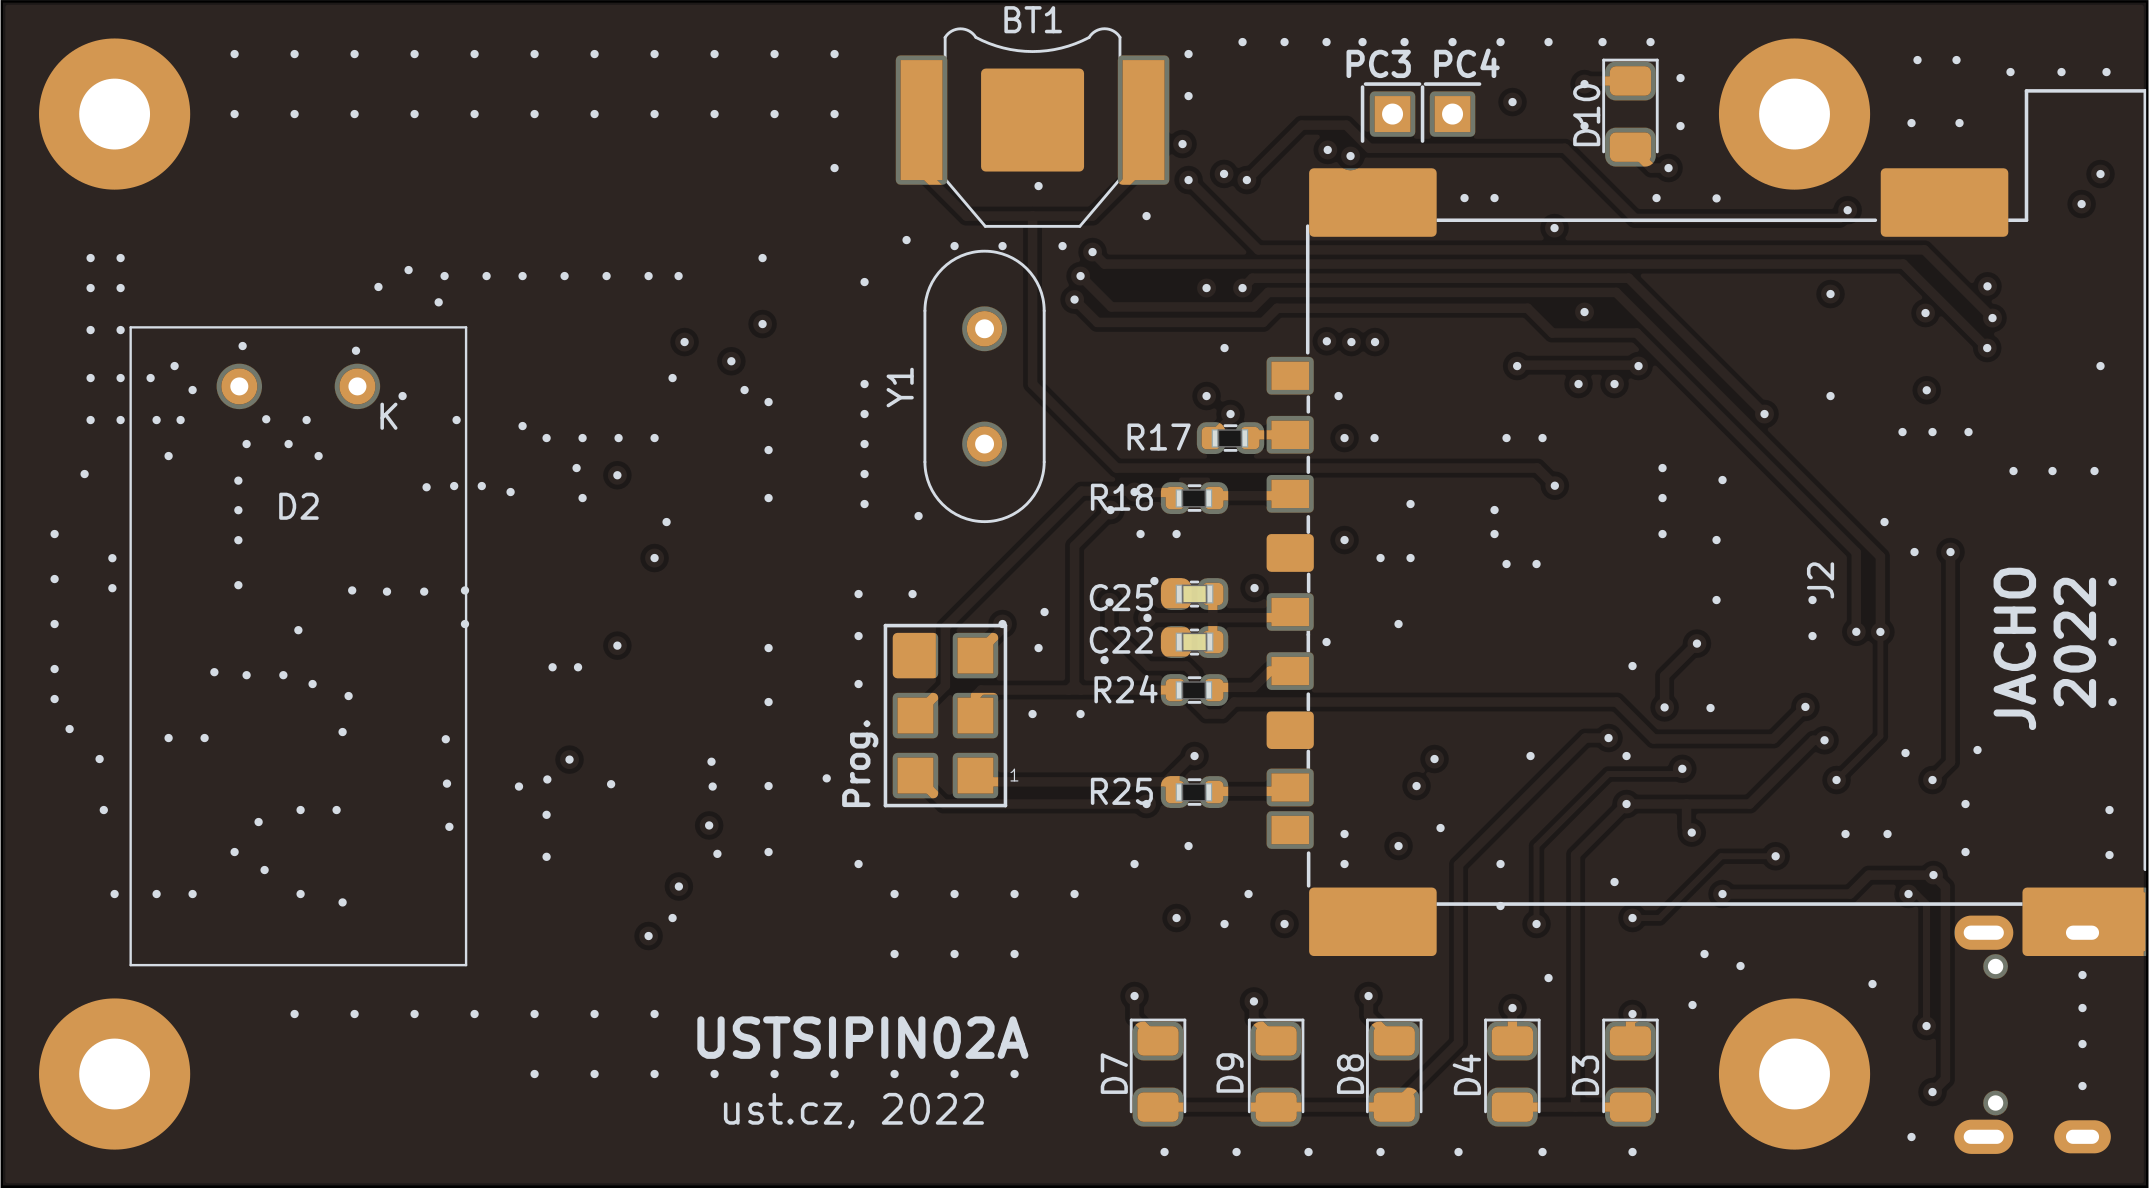 BT1
PC3 PC4
D10
Y1
K
R17
D2
R18
J2
C25
C22
JACHO
2022
R24
Prog.
1
R25
USTSIPIN02A
D7
D9
D8
D4
D3
ust.cz, 2022